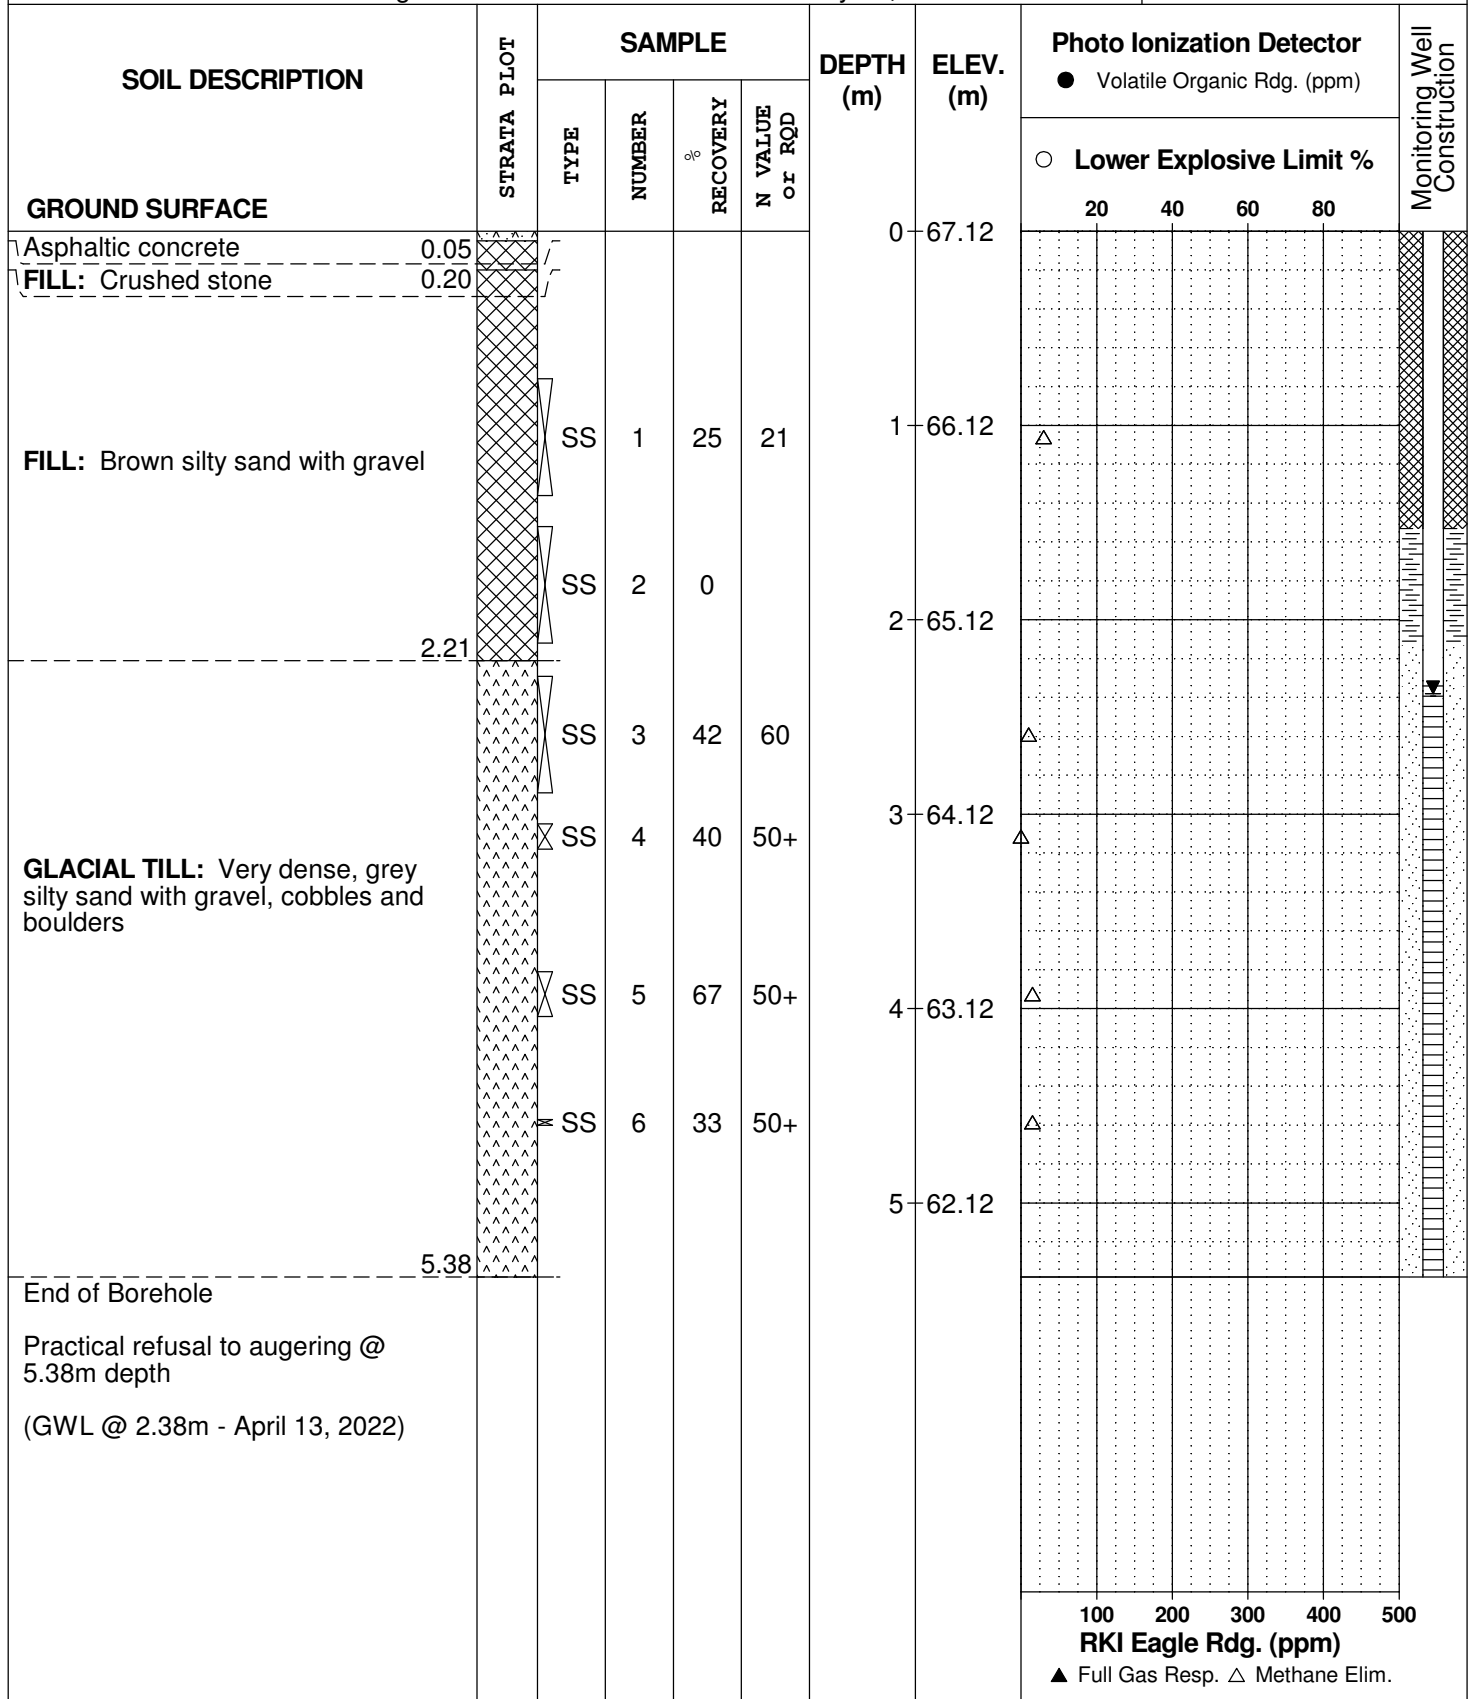 SOIL DESCRIPTION
GROUND SURFACE
STRATA PLOT
SAMPLE
TYPE
NUMBER
%
RECOVERY
N VALUE
or RQD
DEPTH
(m)
ELEV.
(m)
Photo Ionization Detector
● Volatile Organic Rdg. (ppm)
○ Lower Explosive Limit %
20 40 60 80
Monitoring Well
Construction
0 67.12
Asphaltic concrete 0.05
FILL: Crushed stone 0.20
FILL: Brown silty sand with gravel
SS 1 25 21
1 66.12
SS 2 0
2 65.12
2.21
SS 3 42 60
3 64.12
SS 4 40 50+
GLACIAL TILL: Very dense, grey
silty sand with gravel, cobbles and
boulders
SS 5 67 50+
4 63.12
SS 6 33 50+
5 62.12
5.38
End of Borehole
Practical refusal to augering @
5.38m depth
(GWL @ 2.38m - April 13, 2022)
100 200 300 400 500
RKI Eagle Rdg. (ppm)
▲ Full Gas Resp. △ Methane Elim.